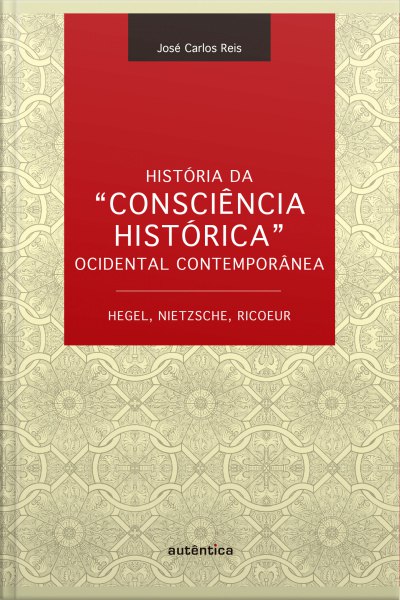 José Carlos Reis
HISTÓRIA DA
“CONSCIÊNCIA
HISTÓRICA”
OCIDENTAL CONTEMPORÂNEA
HEGEL, NIETZSCHE, RICOEUR
autêntica